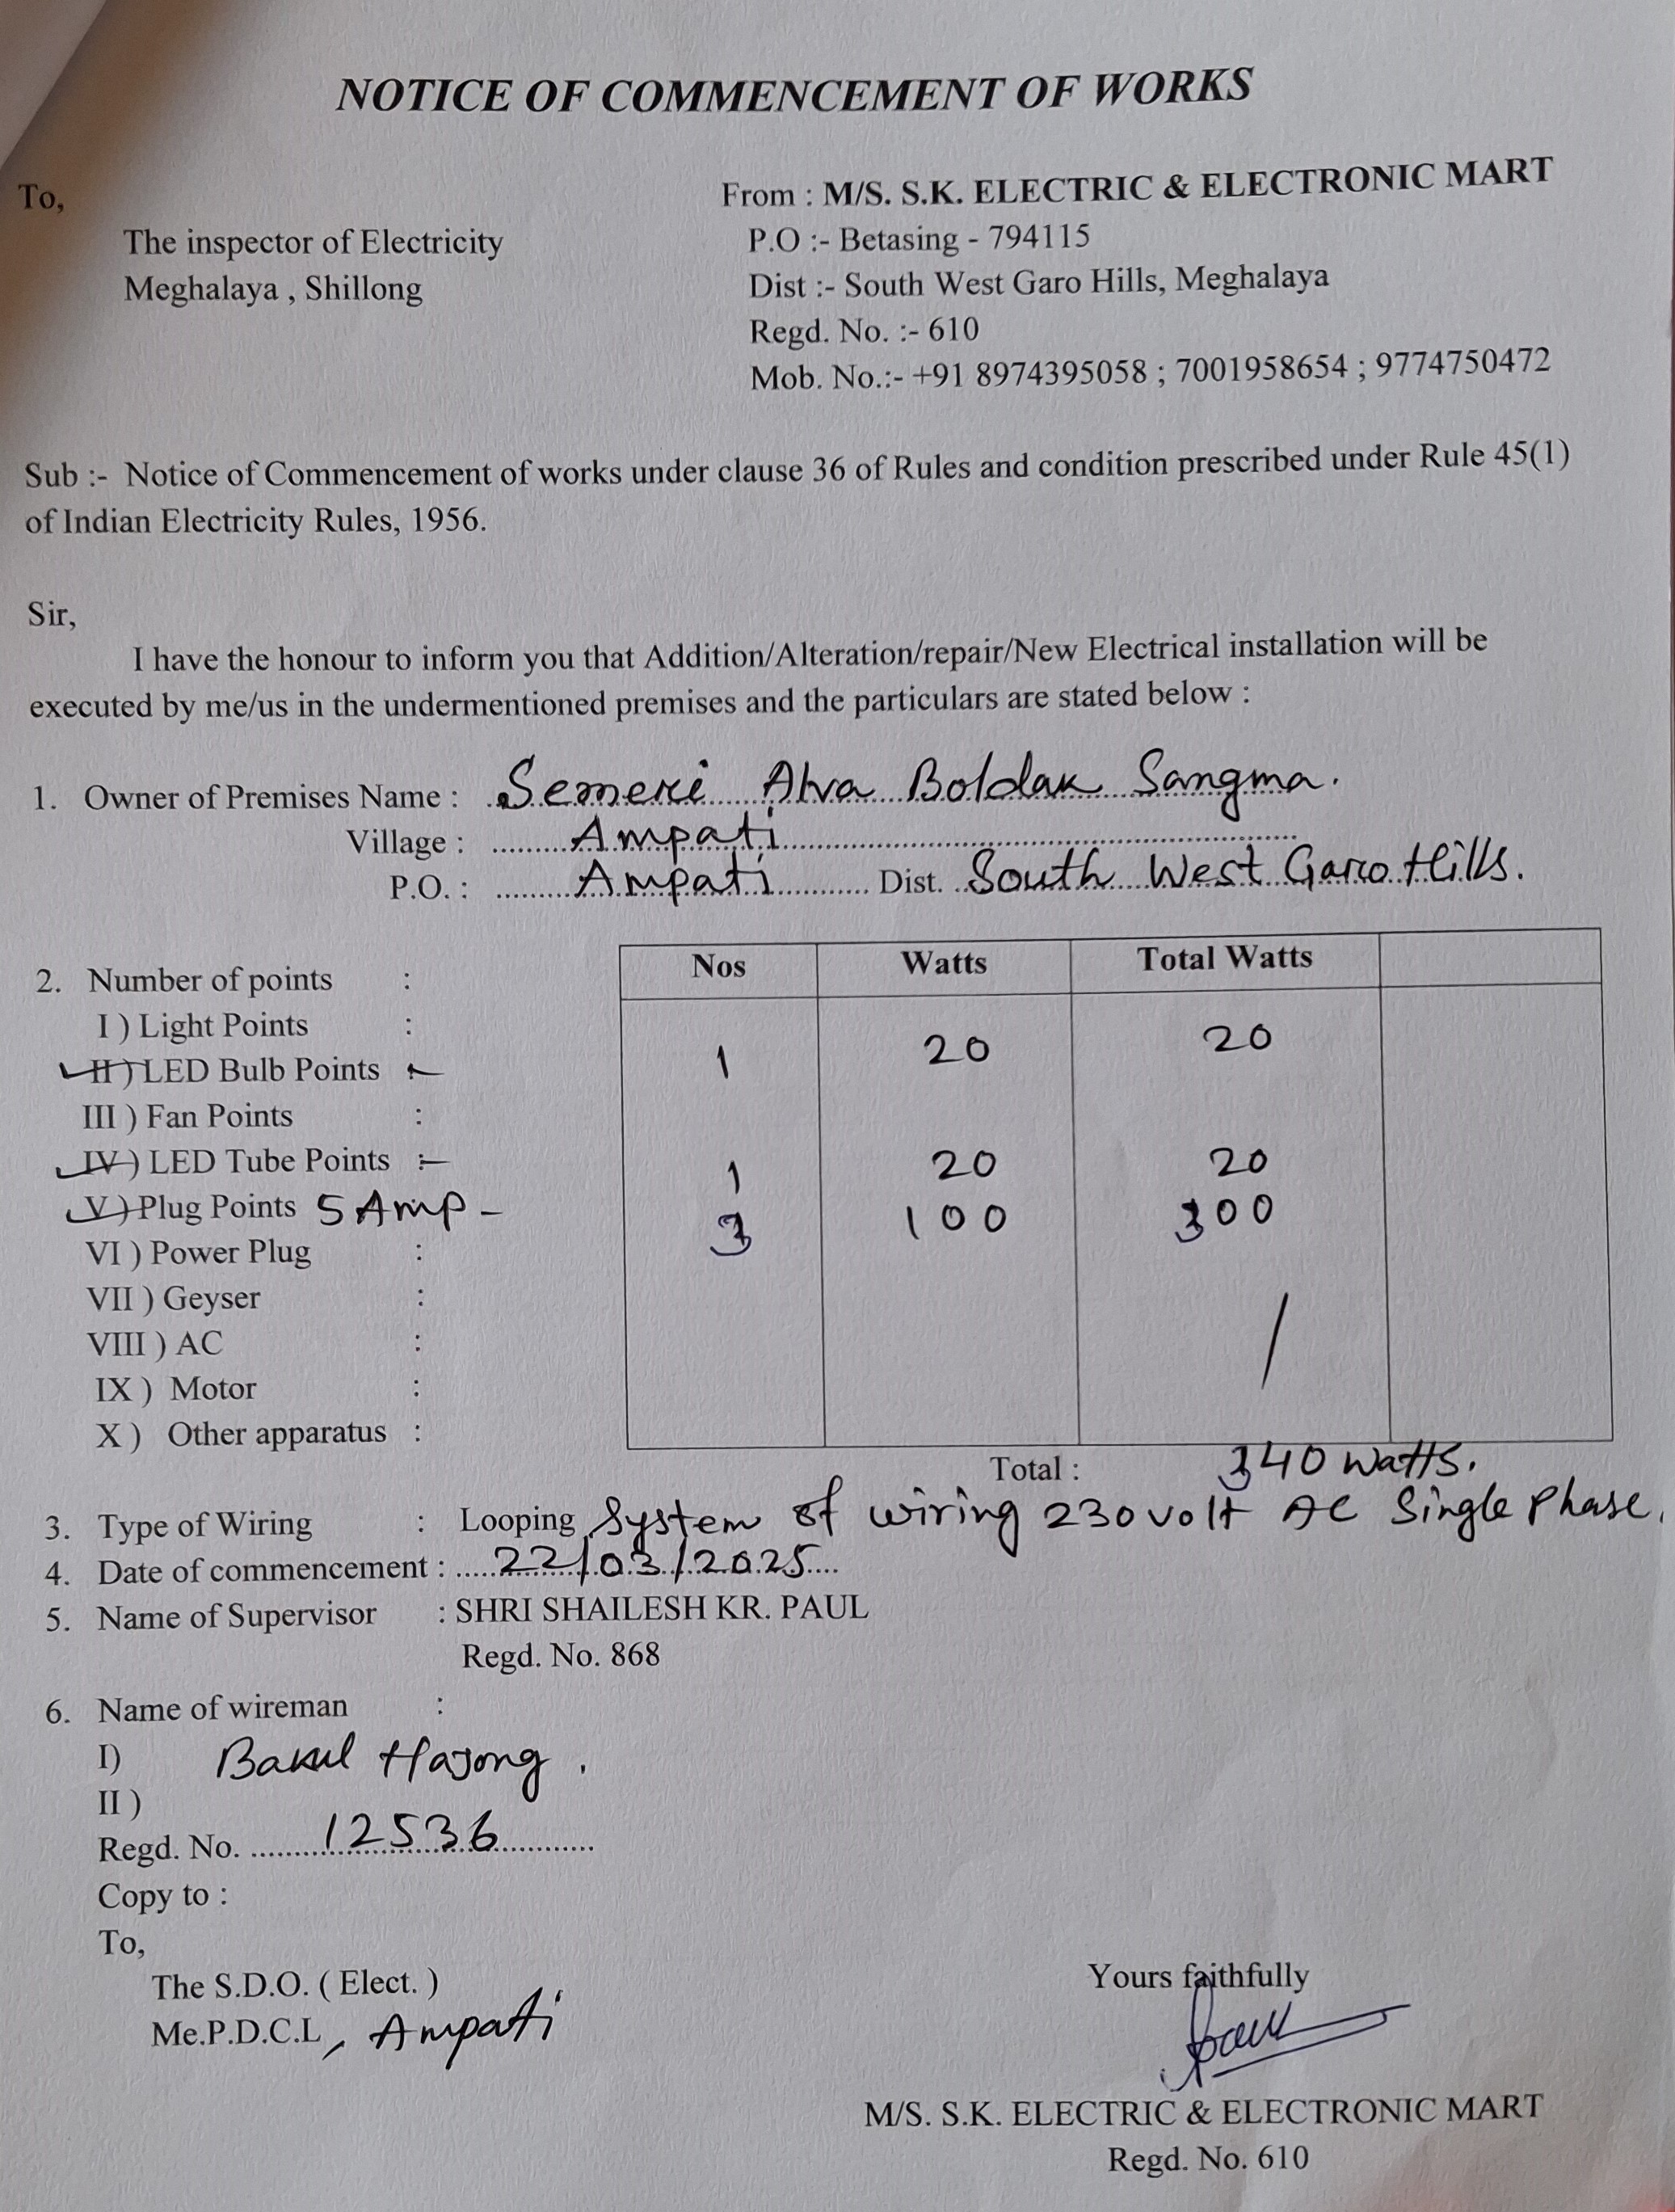 NOTICE OF COMMENCEMENT OF WORKS
To,
The inspector of Electricity
Meghalaya , Shillong
From : M/S. S.K. ELECTRIC & ELECTRONIC MART
P.O :- Betasing - 794115
Dist :- South West Garo Hills, Meghalaya
Regd. No. :- 610
Mob. No.:- +91 8974395058 ; 7001958654 ; 9774750472
Sub :- Notice of Commencement of works under clause 36 of Rules and condition prescribed under Rule 45(1)
of Indian Electricity Rules, 1956.
Sir,
I have the honour to inform you that Addition/Alteration/repair/New Electrical installation will be
executed by me/us in the undermentioned premises and the particulars are stated below :
1. Owner of Premises Name : Boldak Sangma.
Village : Ampati
P.O. : Ampati Dist. South West Garo Hills.
Nos Watts Total Watts
2. Number of points :
I ) Light Points :
II ) LED Bulb Points 1 20 20
III ) Fan Points :
IV ) LED Tube Points :- 1 20 20
V ) Plug Points 5 Amp - 3 100 300
VI ) Power Plug :
VII ) Geyser :
VIII ) AC :
IX ) Motor :
X ) Other apparatus :
Total : 340 Watts.
3. Type of Wiring : Looping System of wiring 230 volt AC Single Phase.
4. Date of commencement : 22/03/2025
5. Name of Supervisor : SHRI SHAILESH KR. PAUL
Regd. No. 868
6. Name of wireman :
I) Bakul Hajong.
II )
Regd. No. 12536
Copy to :
To,
The S.D.O. ( Elect. )
Me.P.D.C.L, Ampati
Yours faithfully
M/S. S.K. ELECTRIC & ELECTRONIC MART
Regd. No. 610